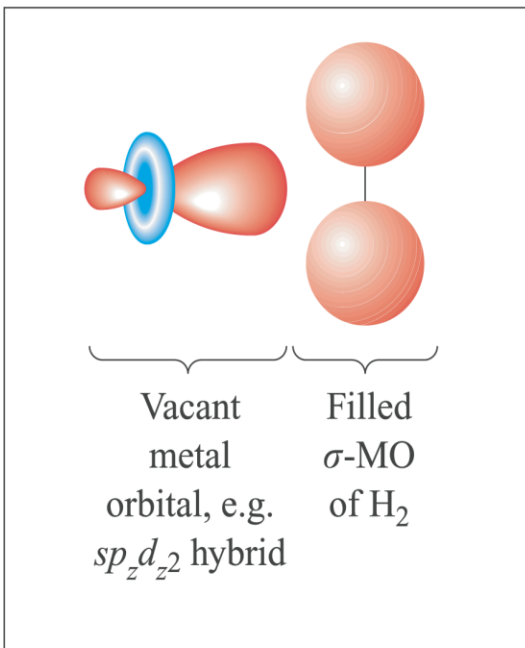 Vacant
metal
orbital, e.g.
sp_z d_z2 hybrid
Filled
σ-MO
of H₂